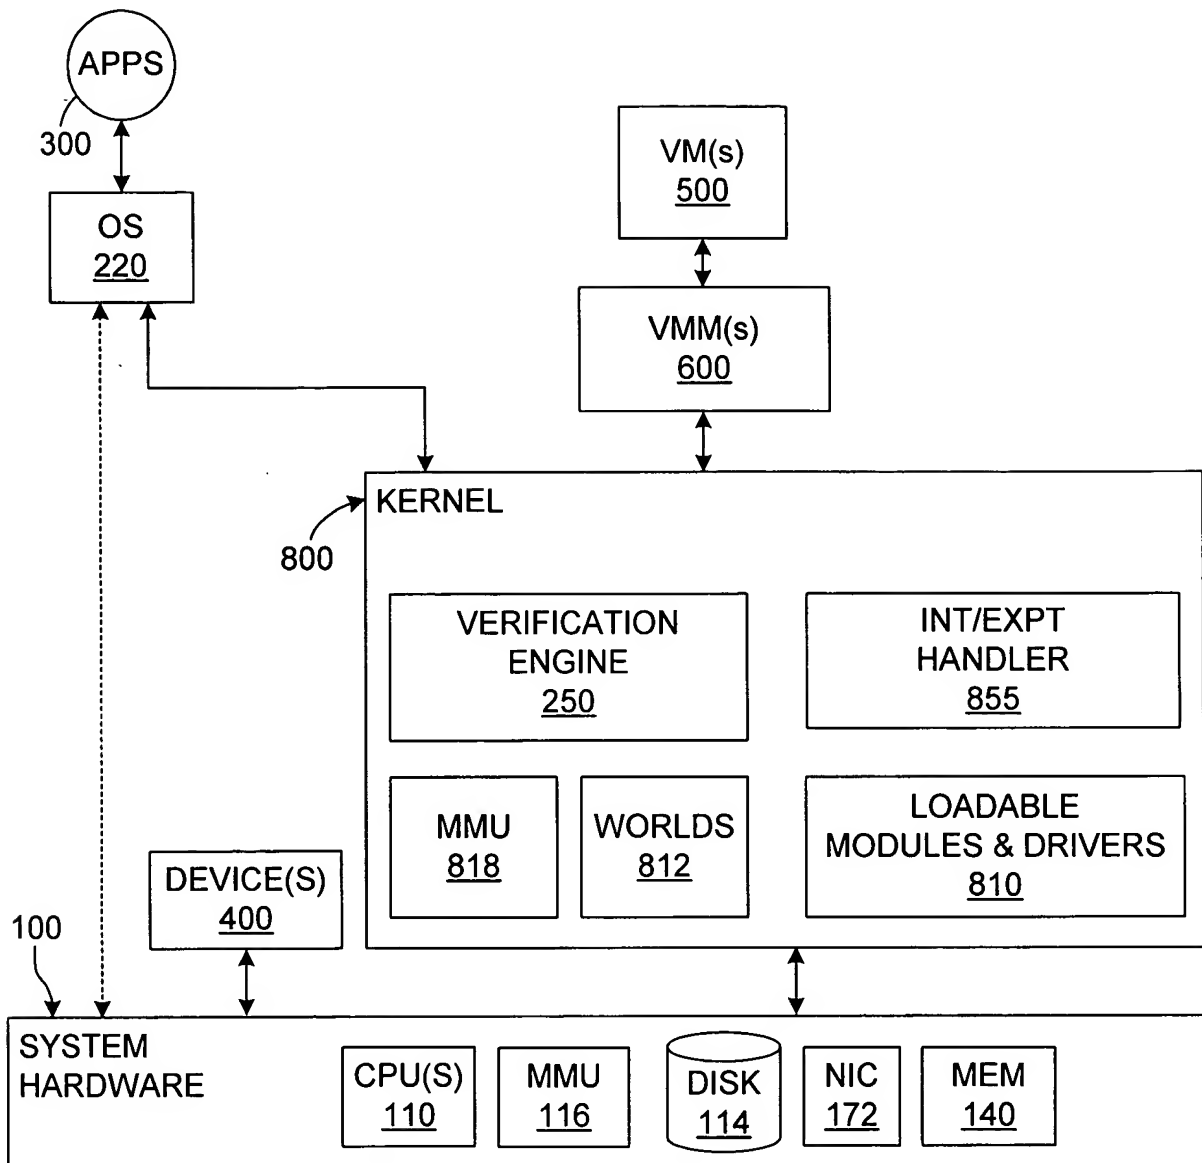 APPS
300
VM(s)
500
OS
220
VMM(s)
600
KERNEL
800
VERIFICATION
ENGINE
250
INT/EXPT
HANDLER
855
MMU
818
WORLDS
812
LOADABLE
MODULES & DRIVERS
810
DEVICE(S)
400
100
SYSTEM
HARDWARE
CPU(S)
110
MMU
116
DISK
114
NIC
172
MEM
140